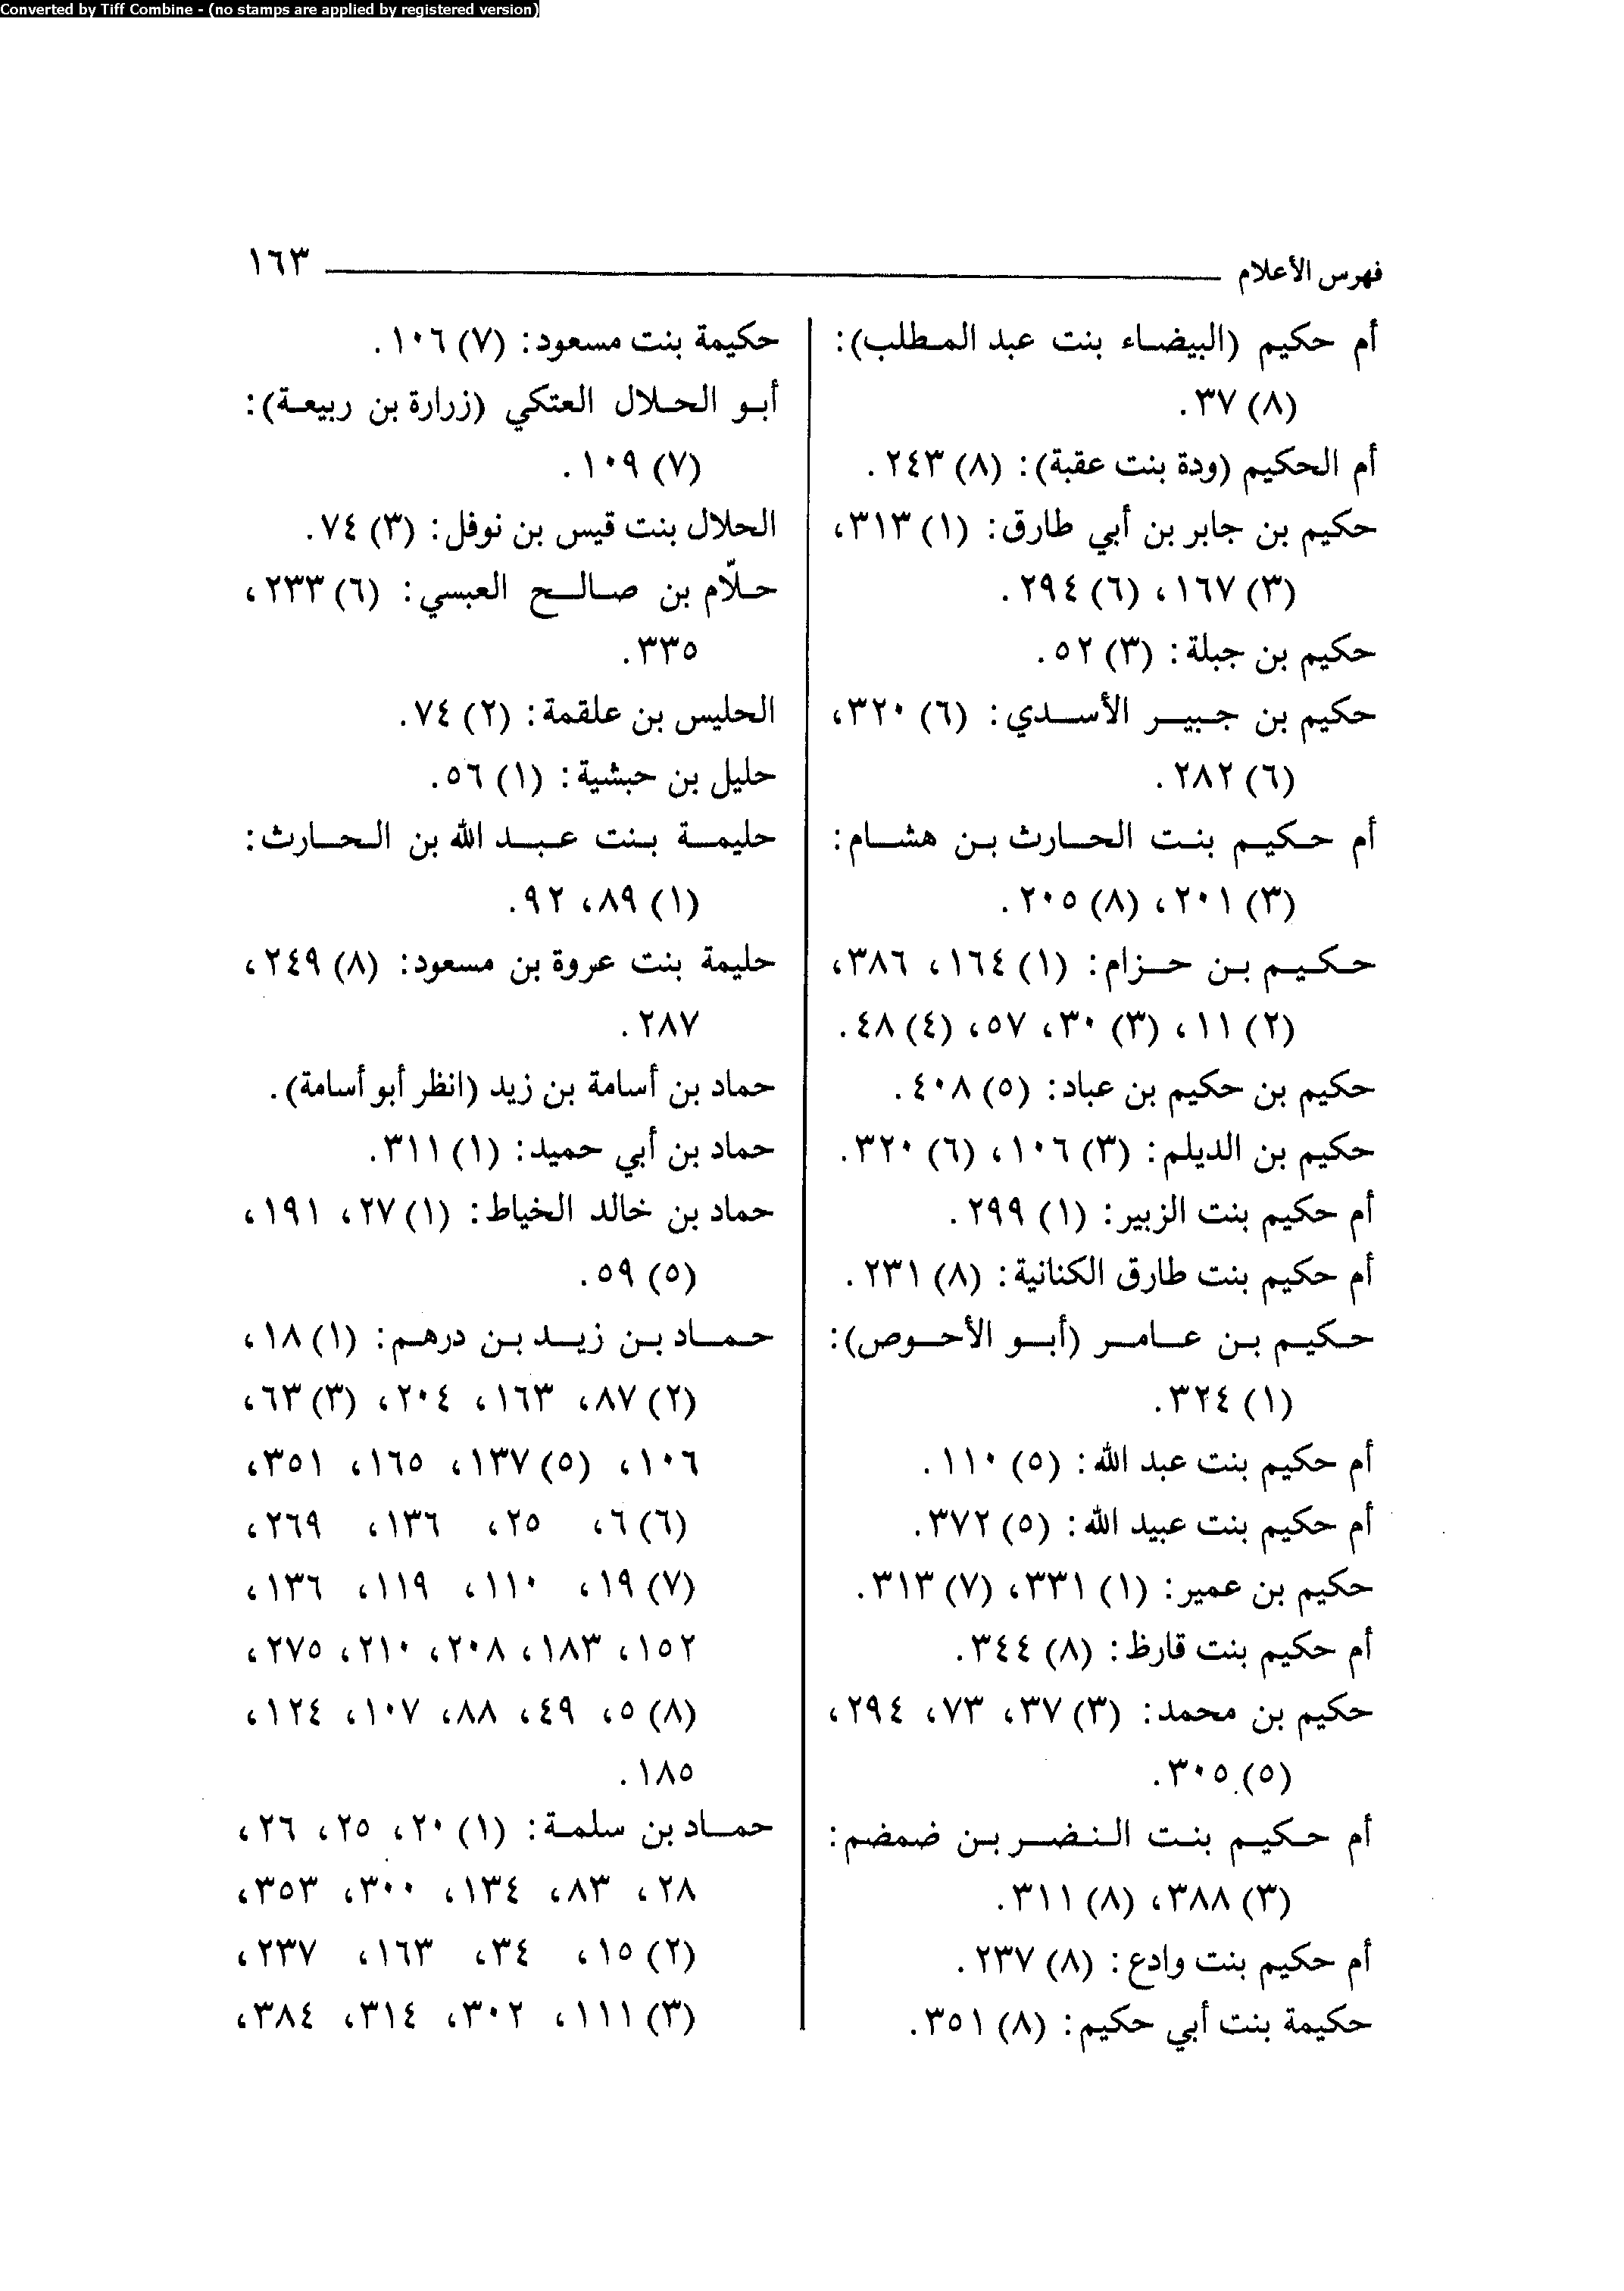 Converted by Tiff Combine - (no stamps are applied by registered version)
فهرس الأعلام ١٦٣
أم حكيم (البيضاء بنت عبد المطلب):
(٨) ٣٧.
أم الحكيم (ودة بنت عقبة): (٨) ٢٤٣.
حكيم بن جابر بن أبي طارق: (١) ٣١٣،
(٣) ١٦٧، (٦) ٢٩٤.
حكيم بن جبلة: (٣) ٥٢.
حكيم بن جبير الأسدي: (٦) ٣٢٠،
(٦) ٢٨٢.
أم حكيم بنت الحارث بن هشام:
(٣) ٢٠١، (٨) ٢٠٥.
حكيم بن حزام: (١) ١٦٤، ٣٨٦،
(٢) ١١، (٣) ٣٠، ٥٧، (٤) ٤٨.
حكيم بن حكيم بن عباد: (٥) ٤٠٨.
حكيم بن الديلم: (٣) ١٠٦، (٦) ٣٢٠.
أم حكيم بنت الزبير: (١) ٢٩٩.
أم حكيم بنت طارق الكنانية: (٨) ٢٣١.
حكيم بن عامر (أبو الأحوص):
(١) ٣٢٤.
أم حكيم بنت عبد الله: (٥) ١١٠.
أم حكيم بنت عبيد الله: (٥) ٣٧٢.
حكيم بن عمير: (١) ٣٣١، (٧) ٣١٣.
أم حكيم بنت قارظ: (٨) ٣٤٤.
حكيم بن محمد: (٣) ٣٧، ٧٣، ٢٩٤،
(٥) ٣٠٥.
أم حكيم بنت النضر بن ضمضم:
(٣) ٣٨٨، (٨) ٣١١.
أم حكيم بنت وادع: (٨) ٢٣٧.
حكيمة بنت أبي حكيم: (٨) ٣٥١.
حكيمة بنت مسعود: (٧) ١٠٦.
أبو الحلال العتكي (زرارة بن ربيعة):
(٧) ١٠٩.
الحلال بنت قيس بن نوفل: (٣) ٧٤.
حلّام بن صالح العبسي: (٦) ٢٣٣،
٣٣٥.
الحليس بن علقمة: (٢) ٧٤.
حليل بن حبشية: (١) ٥٦.
حليمة بنت عبد الله بن الحارث:
(١) ٨٩، ٩٢.
حليمة بنت عروة بن مسعود: (٨) ٢٤٩،
٢٨٧.
حماد بن أسامة بن زيد (انظر أبو أسامة).
حماد بن أبي حميد: (١) ٣١١.
حماد بن خالد الخياط: (١) ٢٧، ١٩١،
(٥) ٥٩.
حماد بن زيد بن درهم: (١) ١٨،
(٢) ٨٧، ١٦٣، ٢٠٤، (٣) ٦٣،
١٠٦، (٥) ١٣٧، ١٦٥، ٣٥١،
(٦) ٦، ٢٥، ١٣٦، ٢٦٩،
(٧) ١٩، ١١٠، ١١٩، ١٣٦،
١٥٢، ١٨٣، ٢٠٨، ٢١٠، ٢٧٥،
(٨) ٥، ٤٩، ٨٨، ١٠٧، ١٢٤،
١٨٥.
حماد بن سلمة: (١) ٢٠، ٢٥، ٢٦،
٢٨، ٨٣، ١٣٤، ٣٠٠، ٣٥٣،
(٢) ١٥، ٣٤، ١٦٣، ٢٣٧،
(٣) ١١١، ٣٠٢، ٣١٤، ٣٨٤،